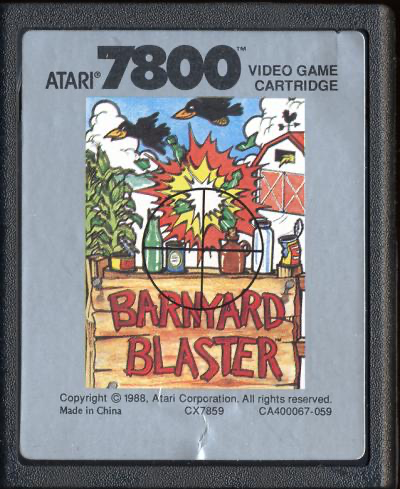 ATARI® 7800™ VIDEO GAME
CARTRIDGE
BARNYARD
BLASTER™
Copyright © 1988, Atari Corporation. All rights reserved.
Made in China CX7859 CA400067-059